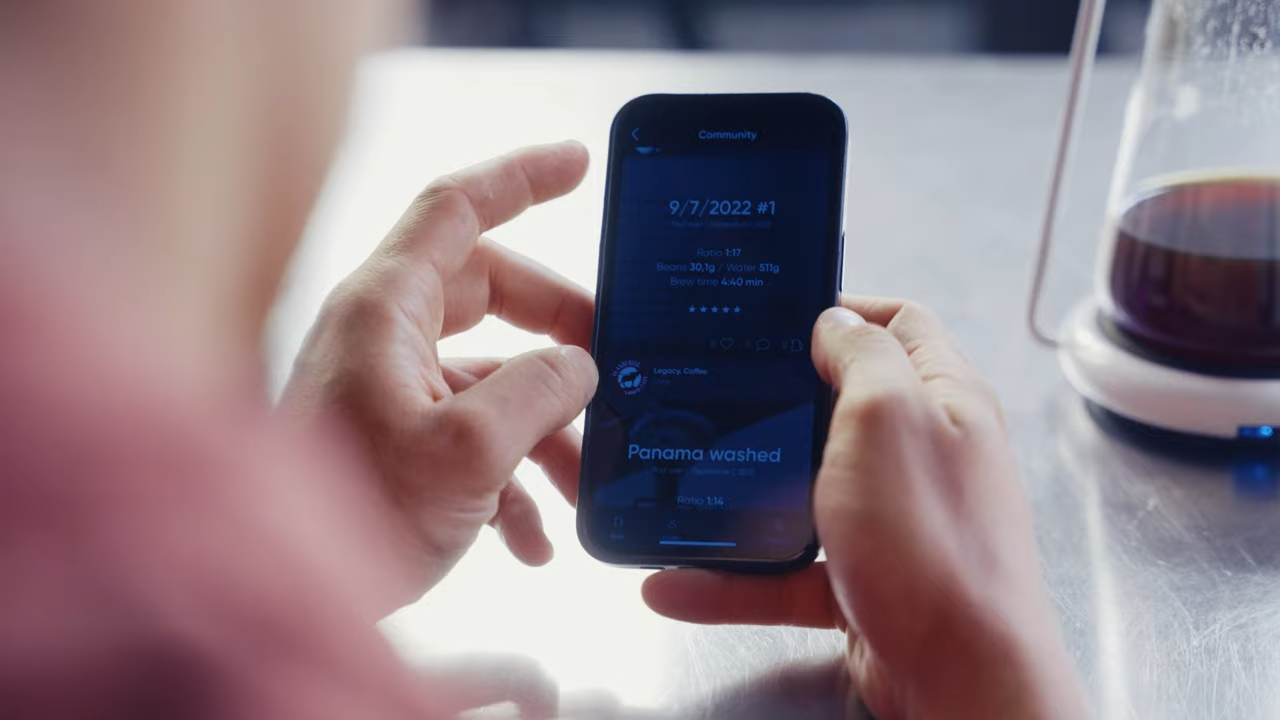 Community
9/7/2022 #1
Ratio 1:17
Beans 30,1g / Water 511g
Brew time 4:40 min
★★★★★
Legacy. Coffee
Panama washed
Ratio 1:14